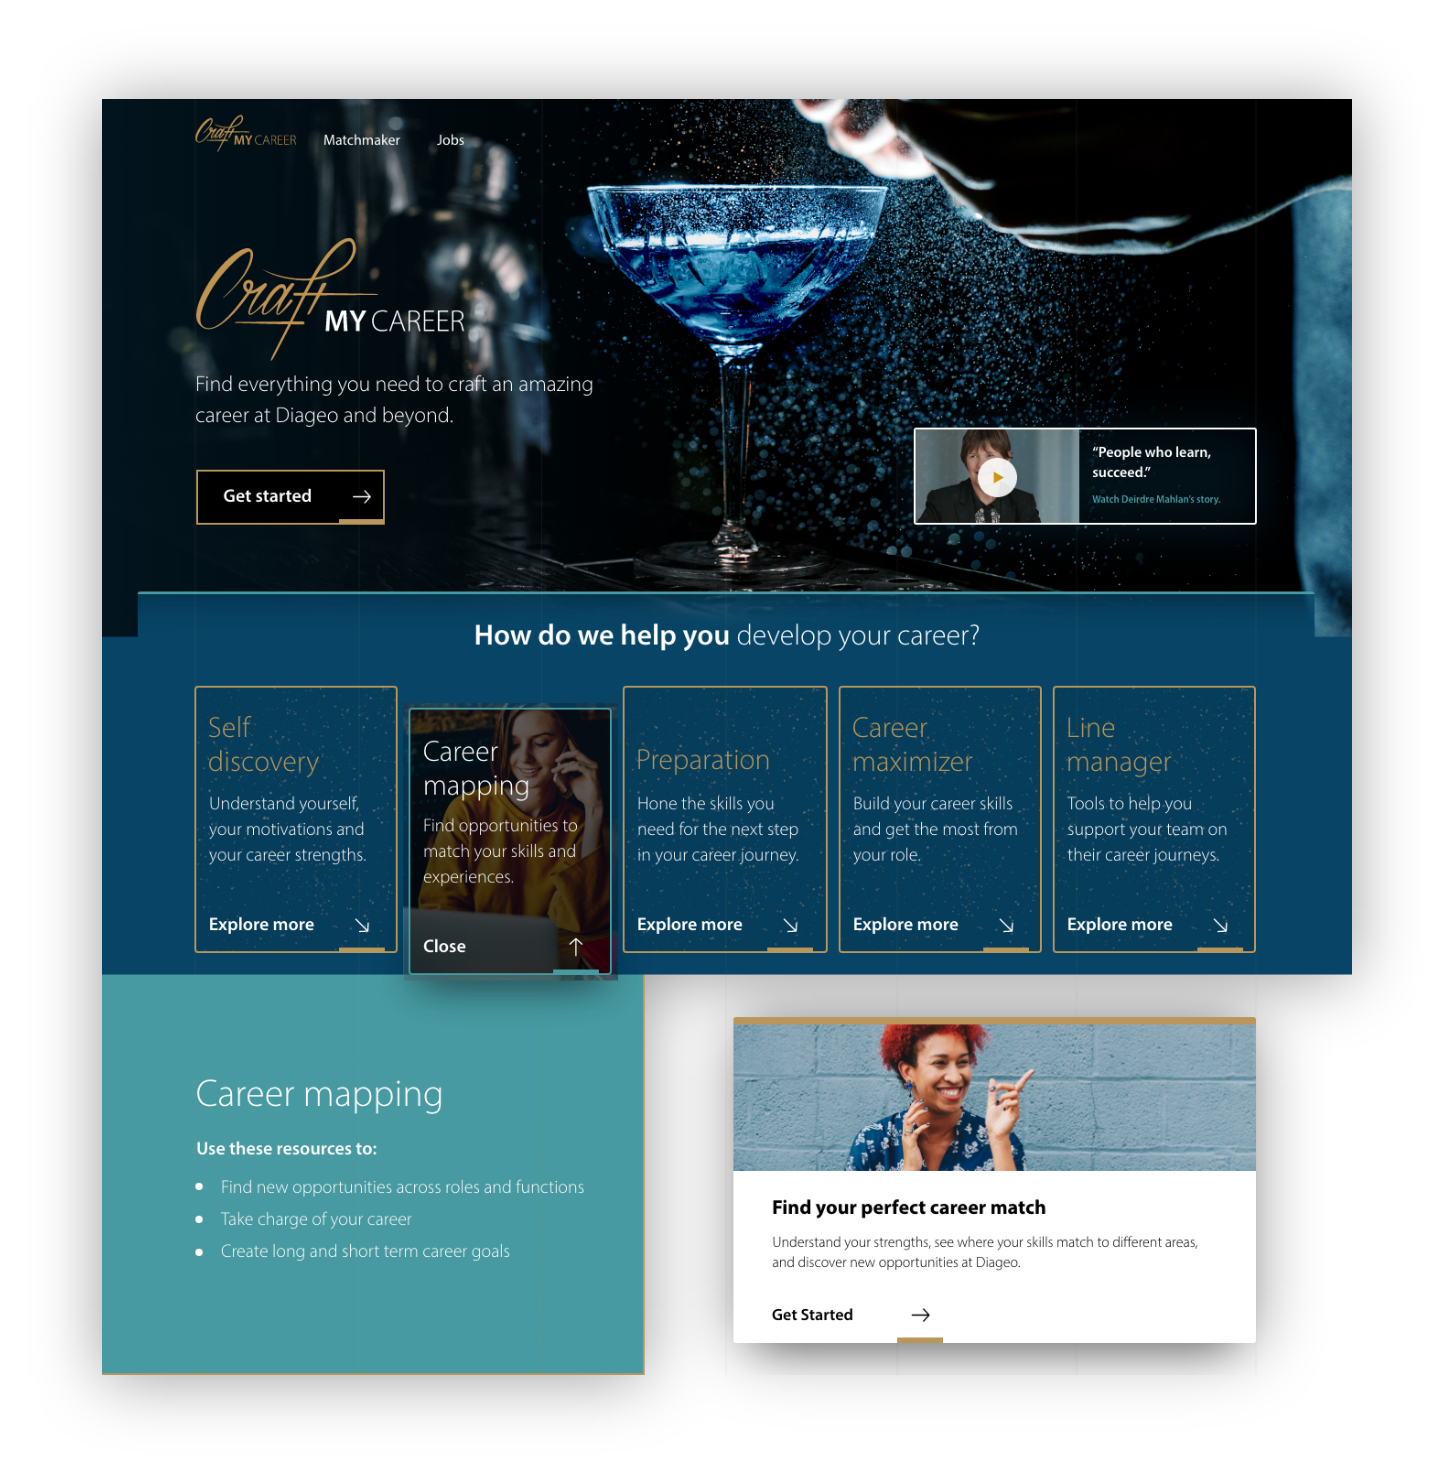 Craft MY CAREER
Matchmaker
Jobs
Craft
MY CAREER
Find everything you need to craft an amazing
career at Diageo and beyond.
Get started
“People who learn,
succeed.”
Watch Deirdre Mahlan's story.
How do we help you develop your career?
Self
discovery
Understand yourself,
your motivations and
your career strengths.
Explore more
Career
mapping
Find opportunities to
match your skills and
experiences.
Close
Preparation
Hone the skills you
need for the next step
in your career journey.
Explore more
Career
maximizer
Build your career skills
and get the most from
your role.
Explore more
Line
manager
Tools to help you
support your team on
their career journeys.
Explore more
Career mapping
Use these resources to:
Find new opportunities across roles and functions
Take charge of your career
Create long and short term career goals
Find your perfect career match
Understand your strengths, see where your skills match to different areas,
and discover new opportunities at Diageo.
Get Started